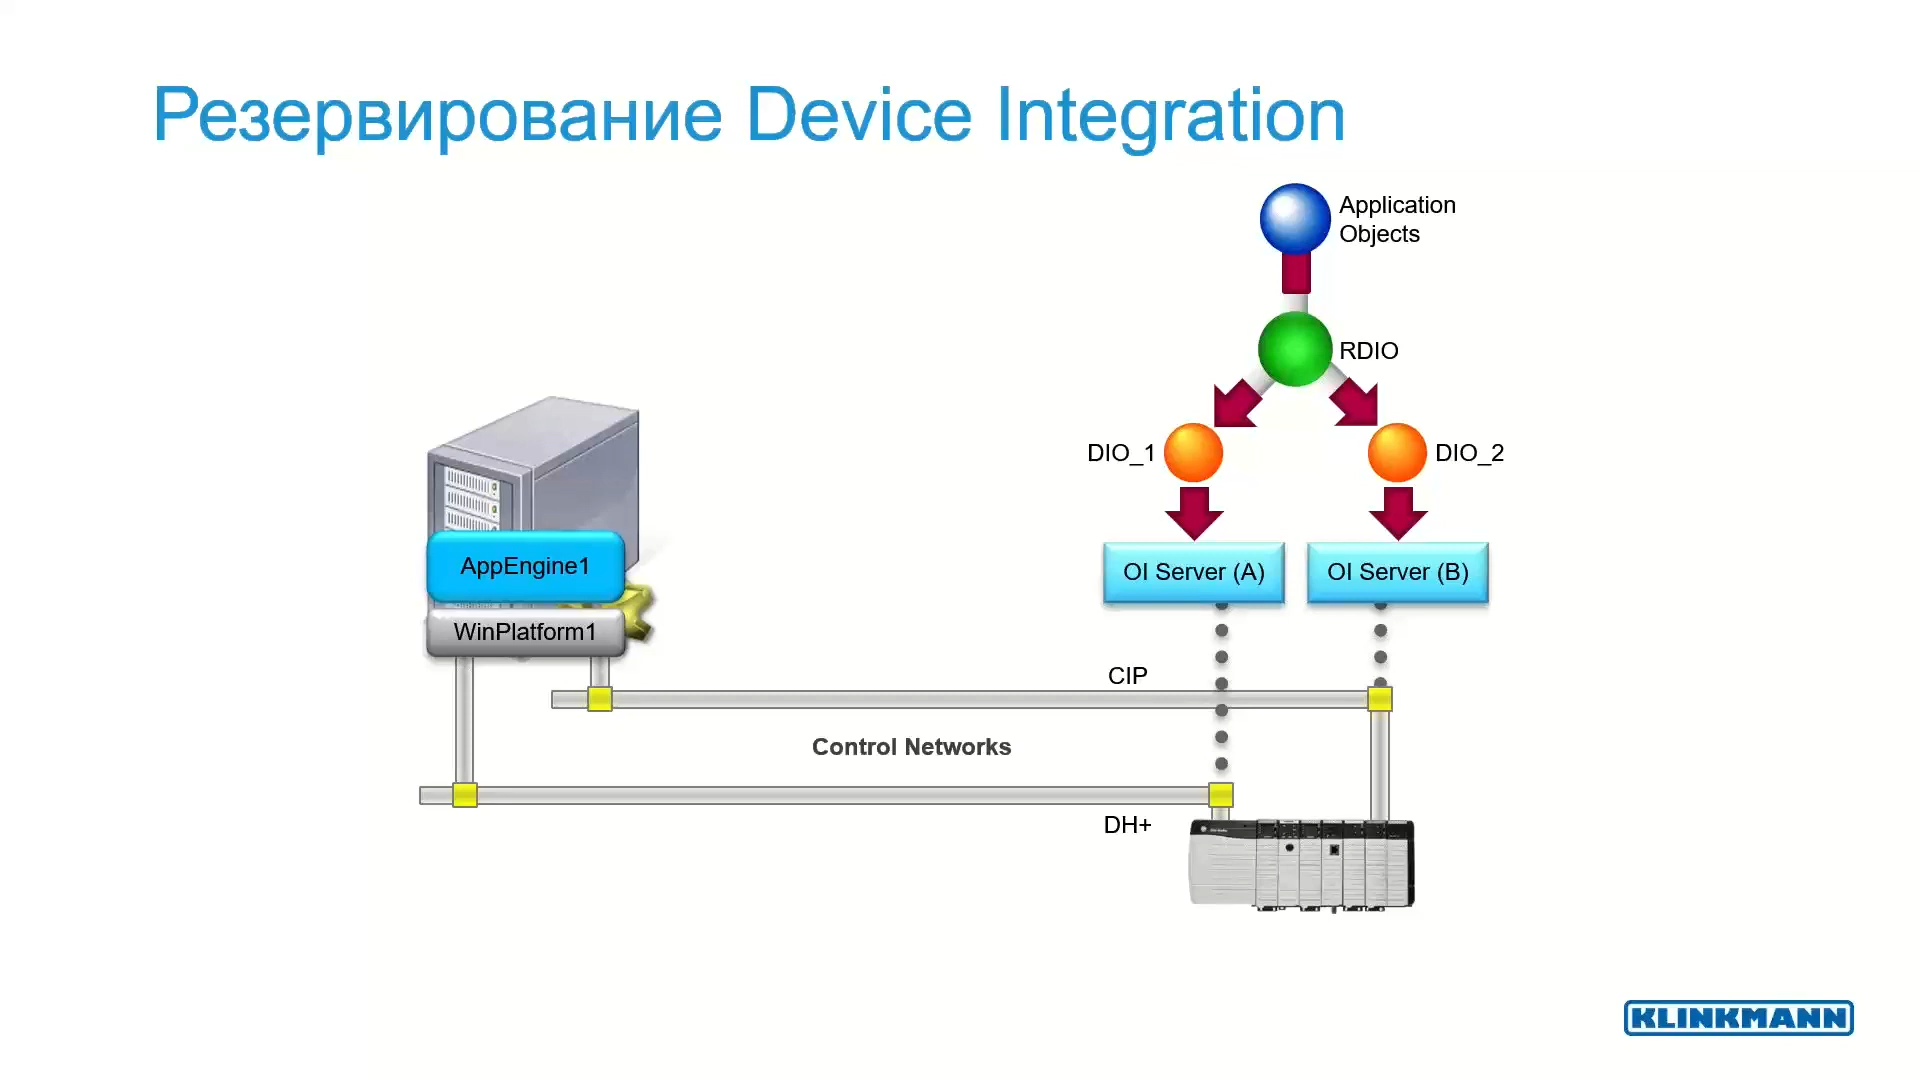 Резервирование Device Integration
Application
Objects
RDIO
DIO_1
DIO_2
AppEngine1
OI Server (A)
OI Server (B)
WinPlatform1
CIP
Control Networks
DH+
KLINKMANN